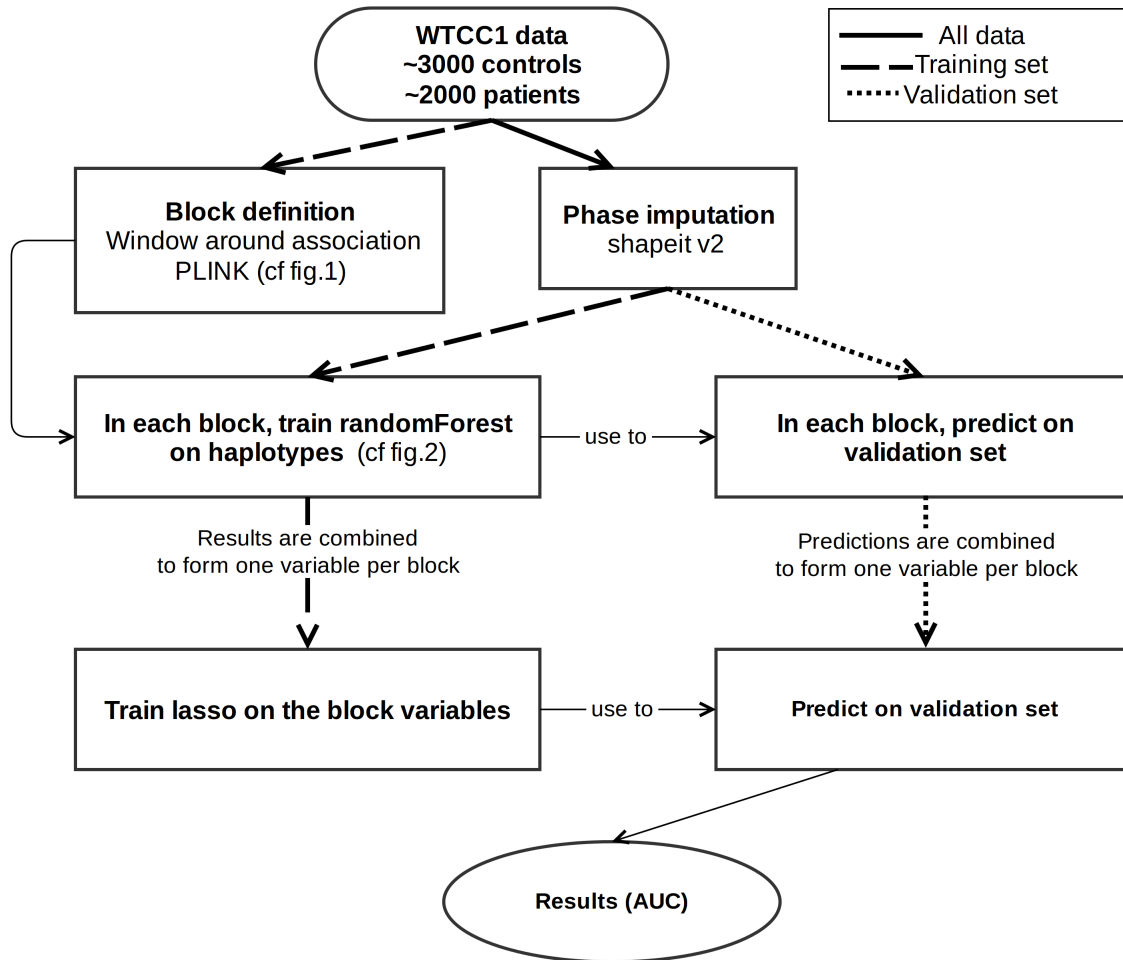 WTCC1 data
~3000 controls
~2000 patients
All data
Training set
Validation set
Block definition
Window around association
PLINK (cf fig.1)
Phase imputation
shapeit v2
In each block, train randomForest
on haplotypes (cf fig.2)
use to
In each block, predict on
validation set
Results are combined
to form one variable per block
Predictions are combined
to form one variable per block
Train lasso on the block variables
use to
Predict on validation set
Results (AUC)